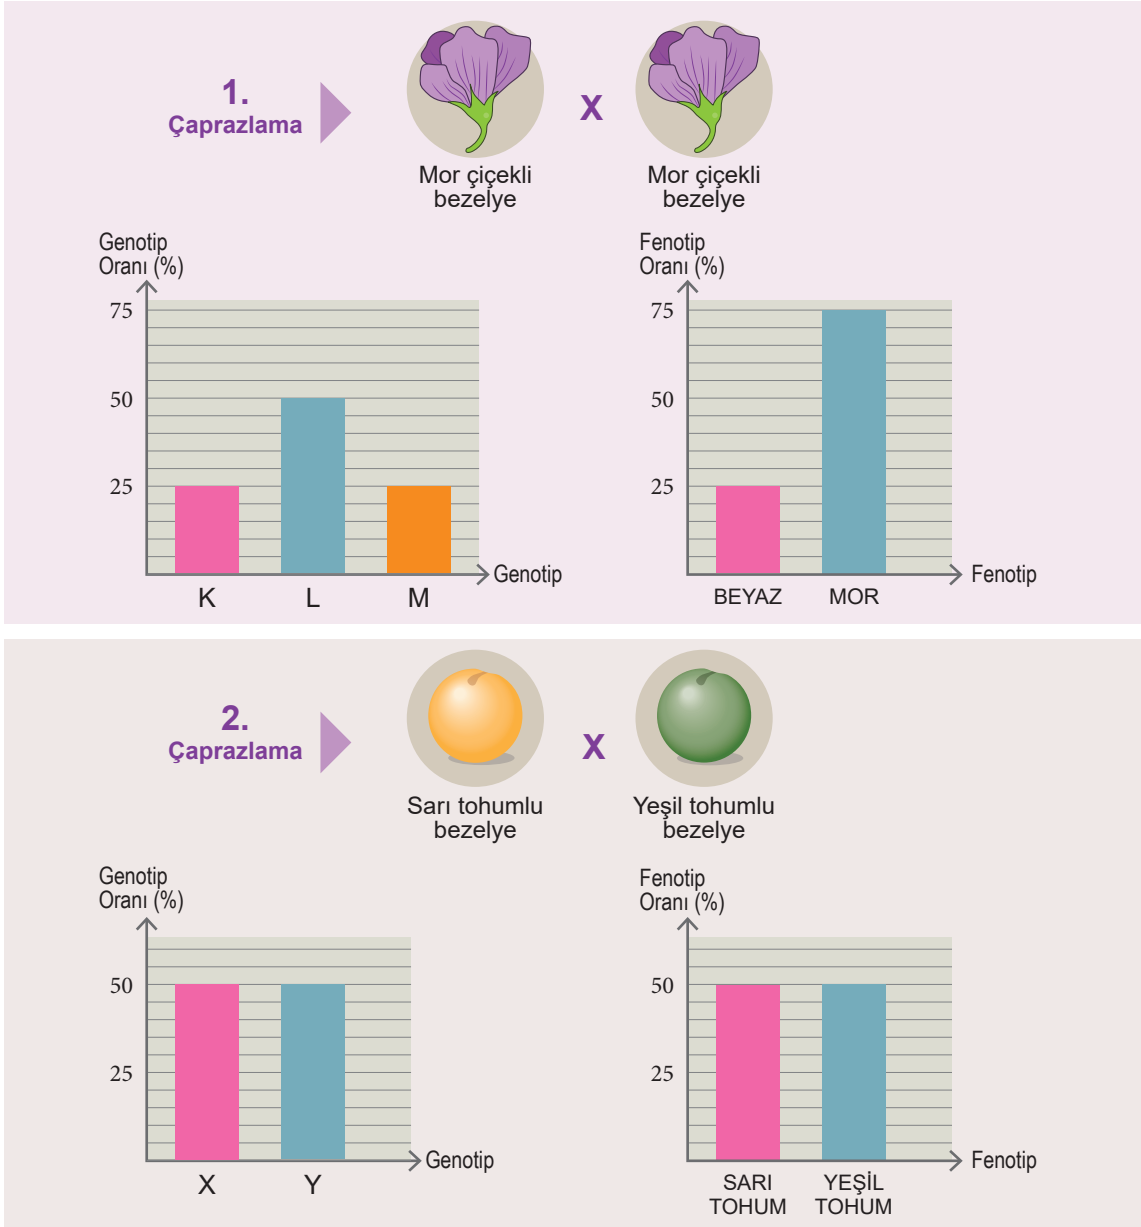 1.
Çaprazlama
X
Mor çiçekli
bezelye
Mor çiçekli
bezelye
Genotip
Oranı (%)
75
50
25
K
L
M
Genotip
Fenotip
Oranı (%)
75
50
25
BEYAZ
MOR
Fenotip
2.
Çaprazlama
X
Sarı tohumlu
bezelye
Yeşil tohumlu
bezelye
Genotip
Oranı (%)
50
25
X
Y
Genotip
Fenotip
Oranı (%)
50
25
SARI
TOHUM
YEŞİL
TOHUM
Fenotip